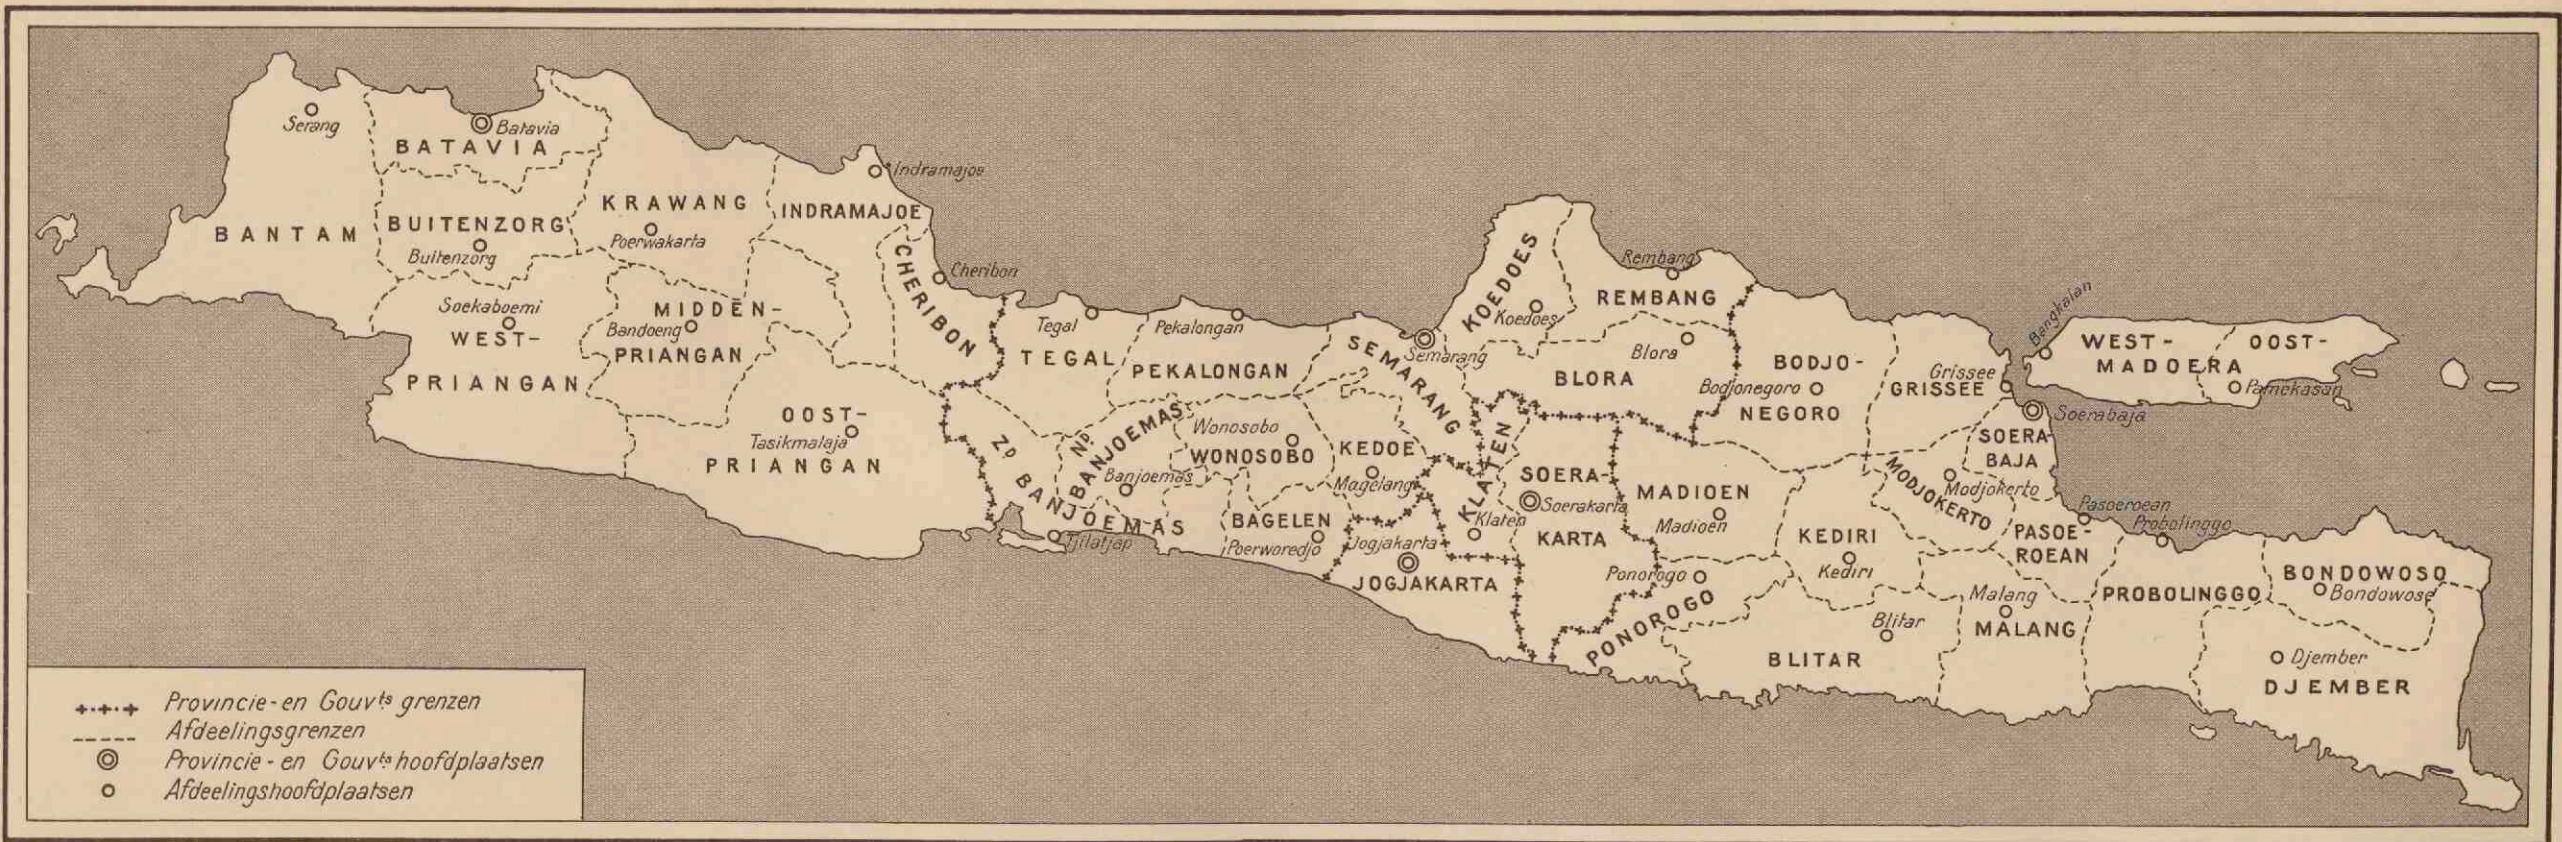 Serang
Batavia
BATAVIA
BANTAM
BUITENZORG
Buitenzorg
KRAWANG
Poerwakarta
Indramajoe
INDRAMAJOE
CHERIBON
Cheribon
Soekaboemi
WEST-
PRIANGAN
MIDDEN-
Bandoeng
PRIANGAN
OOST-
Tasikmalaja
PRIANGAN
Tegal
TEGAL
Pekalongan
PEKALONGAN
SEMARANG
Semarang
KOEDOES
Koedoes
Rembang
REMBANG
Blora
BLORA
BODJO-
Bodjonegoro
NEGORO
Grissee
GRISSEE
Bangkalan
WEST-
OOST-
MADOERA
Pamekasan
Soerabaja
SOERA-
BAJA
ZD BANJOEMAS
ND
BANJOEMAS
Banjoemas
Tjilatjap
Wonosobo
WONOSOBO
KEDOE
Magelang
BAGELEN
Poerworedjo
Jogjakarta
JOGJAKARTA
KLATEN
Klaten
SOERA-
Soerakarta
KARTA
MADIOEN
Madioen
Ponorogo
PONOROGO
KEDIRI
Kediri
MODJOKERTO
Modjokerto
Pasoeroean
PASOE-
ROEAN
Probolinggo
PROBOLINGGO
Malang
MALANG
Blitar
BLITAR
BONDOWOSO
Bondowoso
Djember
DJEMBER
Provincie-en Gouvts grenzen
Afdeelingsgrenzen
Provincie-en Gouvts hoofdplaatsen
Afdeelingshoofdplaatsen